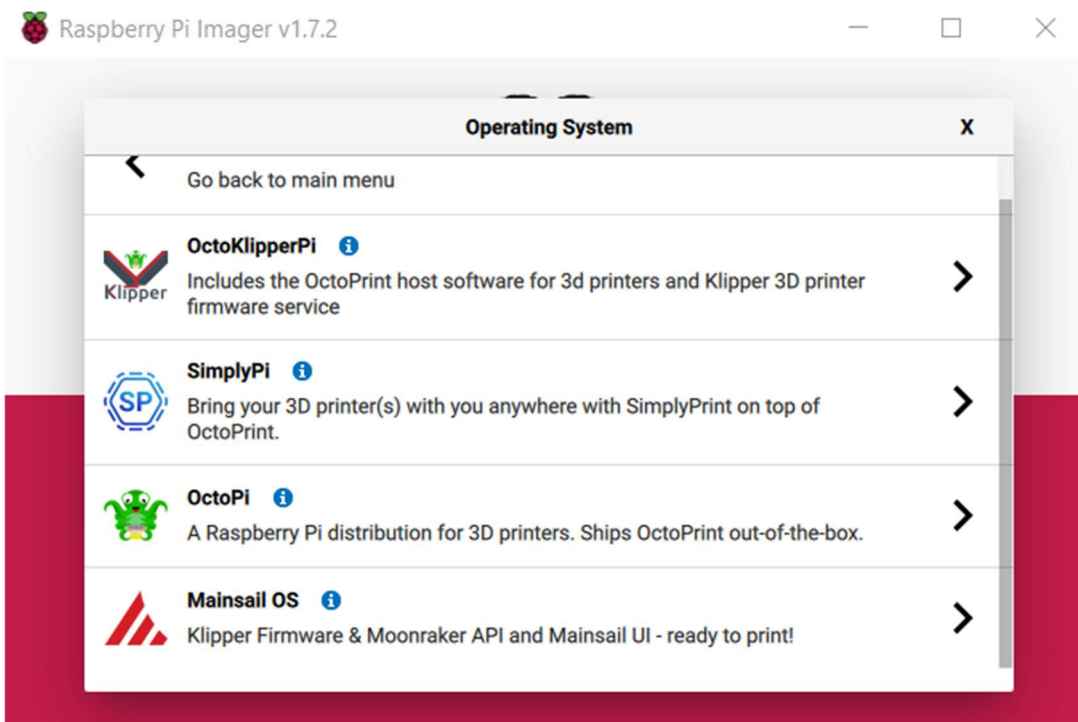 Raspberry Pi Imager v1.7.2
Operating System
X
Go back to main menu
OctoKlipperPi
Klipper
Includes the OctoPrint host software for 3d printers and Klipper 3D printer
firmware service
SimplyPi
SP
Bring your 3D printer(s) with you anywhere with SimplyPrint on top of
OctoPrint.
OctoPi
A Raspberry Pi distribution for 3D printers. Ships OctoPrint out-of-the-box.
Mainsail OS
Klipper Firmware & Moonraker API and Mainsail UI - ready to print!